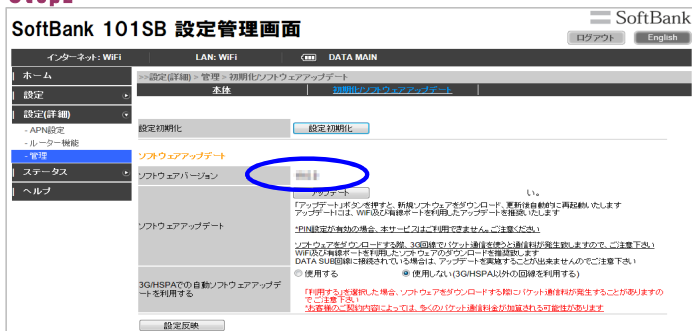 SoftBank 101SB 設定管理画面
SoftBank
ログアウト English
インターネット: WiFi LAN: WiFi DATA MAIN
ホーム
設定
設定(詳細)
- APN設定
- ルーター機能
- 管理
ステータス
ヘルプ
>>設定(詳細) > 管理 > 初期化/ソフトウェアアップデート
本体 初期化/ソフトウェアアップデート
設定初期化 設定初期化
ソフトウェアアップデート
ソフトウェアバージョン
アップデート い。
ソフトウェアアップデート
「アップデート」ボタンを押すと、新規ソフトウェアをダウンロード、更新後自動的に再起動いたします
アップデートには、WiFi及び有線ポートを利用したアップデートを推奨いたします
*PIN設定が有効の場合、本サービスはご利用できません。ご注意ください
ソフトウェアをダウンロードする際、3G回線でパケット通信を使うと通信料が発生致しますので、ご注意下さい
WiFi及び有線ポートを利用したソフトウェアのダウンロードを推奨致します
DATA SUB回線に接続されている場合は、アップデートを実施することが出来ませんのでご注意下さい
3G/HSPAでの自動ソフトウェアアップデートを利用する
使用する 使用しない(3G/HSPA以外の回線を利用する)
「利用する」を選択した場合、ソフトウェアをダウンロードする際にパケット通信料が発生することがありますのでご注意下さい
*お客様のご契約内容によっては、多くのパケット通信料金が加算される可能性があります
設定反映